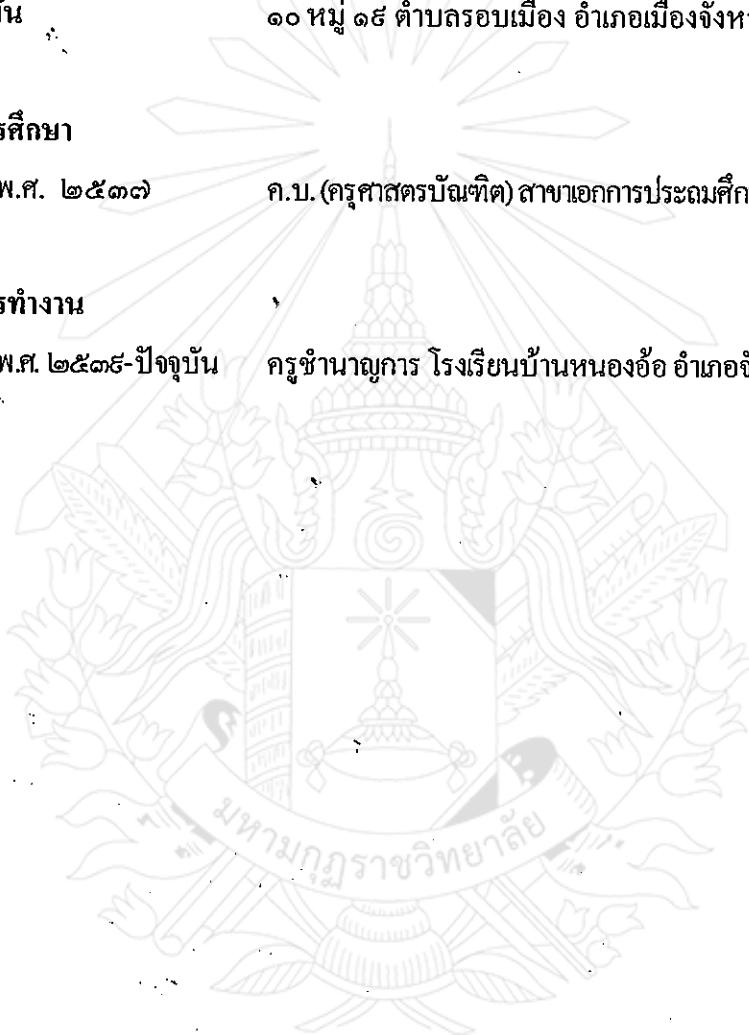 ๑๐ หมู่ ๑๙ ตำบลรอบเมือง อำเภอเมืองจังห
รศึกษา
พ.ศ. ๒๕๓๗ ค.บ. (ครุศาสตรบัณฑิต) สาขาเอกการประถมศึก
รทำงาน
พ.ศ. ๒๕๓๙-ปัจจุบัน ครูชำนาญการ โรงเรียนบ้านหนองอ้อ อำเภอจั
มหามกุฏราชวิทยาลัย